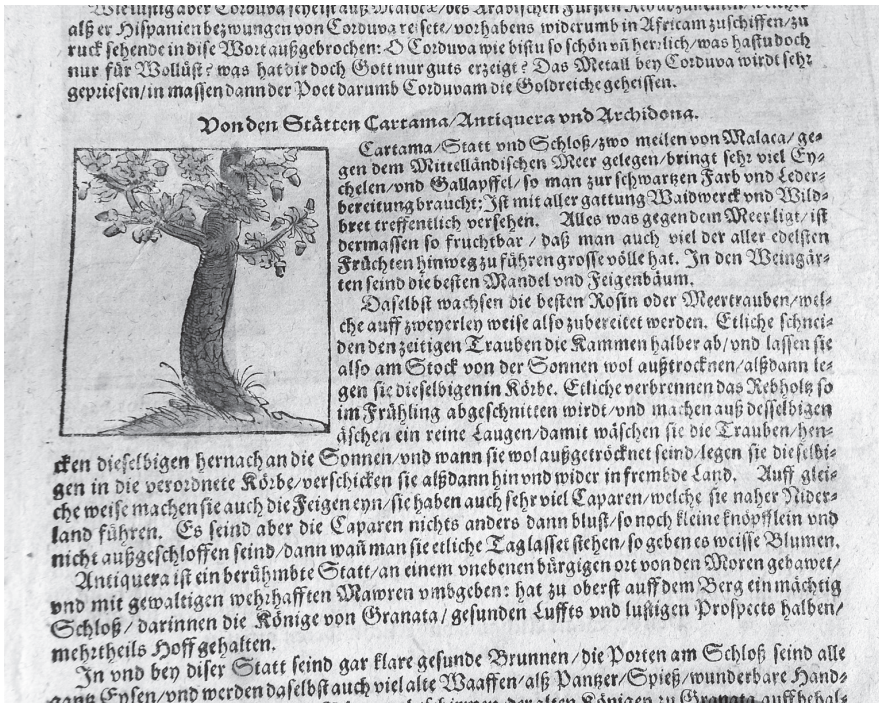 Wie lustig aber Corduva scheint auß Malock/des Arabischen Fürsten
alß er Hispanien bezwungen von Corduva reisete/vorhabens widerumb in Africam zuschiffen/zu
ruck sehende in dise Wort außgebrochen: O Corduva wie bistu so schön vñ herrlich/was hastu doch
nur für Wollüst? was hat dir doch Gott nur guts erzeigt? Das Metall bey Corduva wirdt sehr
gepriesen/in massen dann der Poet darumb Corduvam die Goldreiche geheissen.
Von den Stätten Cartama/Antiquera vnd Archidona.
Cartama/Statt vnd Schloß/zwo meilen von Malaca/ ge-
gen dem Mittelländischen Meer gelegen/bringt sehr viel Ey-
chelen/vnd Gallapffel/so man zur schwartzen Farb vnd Leder-
bereitung braucht; Ist mit aller gattung Waidwerck vnd Wild-
bret treffentlich versehen. Alles was gegen dem Meer ligt/ist
dermassen so fruchtbar/daß man auch viel der aller edelsten
Früchten hinweg zu führen grosse völle hat. In den Weingär-
ten seind die besten Mandel vnd Feigenbäum.
Daselbst wachsen die besten Rosin oder Meertrauben/wel-
che auff zweyerley weise also zubereitet werden. Etliche schnei-
den den zeitigen Trauben die Kammen halber ab/vnd lassen sie
also am Stock von der Sonnen wol außtrocknen/alßdann le-
gen sie dieselbigen in Körbe. Etliche verbrennen das Rebholtz so
im Frühling abgeschnitten wirdt/vnd machen auß desselbigen
äschen ein reine Laugen/damit wäschen sie die Trauben/hen-
cken dieselbigen hernach an die Sonnen/vnd wann sie wol außgetröcknet seind/legen sie dieselbi-
gen in die verordnete Körbe/verschicken sie alßdann hin vnd wider in frembde Land. Auff glei-
che weise machen sie auch die Feigen eyn/sie haben auch sehr viel Caparen/welche sie naher Nider-
land führen. Es seind aber die Caparen nichts anders dann blust/so noch kleine knöpfflein vnd
nicht außgeschloffen seind/dann wañ man sie etliche Tag lasset stehen/so geben es weisse Blumen.
Antiquera ist ein berühmbte Statt/an einem vnebenen bürgigen ort von den Moren gebawet/
vnd mit gewaltigen wehrhafften Mawren vmbgeben: hat zu oberst auff dem Berg ein mächtig
Schloß/darinnen die Könige von Granata/gesunden Luffts vnd lustigen Prospects halben/
mehrtheils Hoff gehalten.
In vnd bey diser Statt seind gar klare gesunde Brunnen/die Porten am Schloß seind alle
gantz Eysen/vnd werden daselbst auch viel alte Waaffen/alß Pantzer/Spieß/wunderbare Hand-
der alten Königen zu Granata auffbehal-